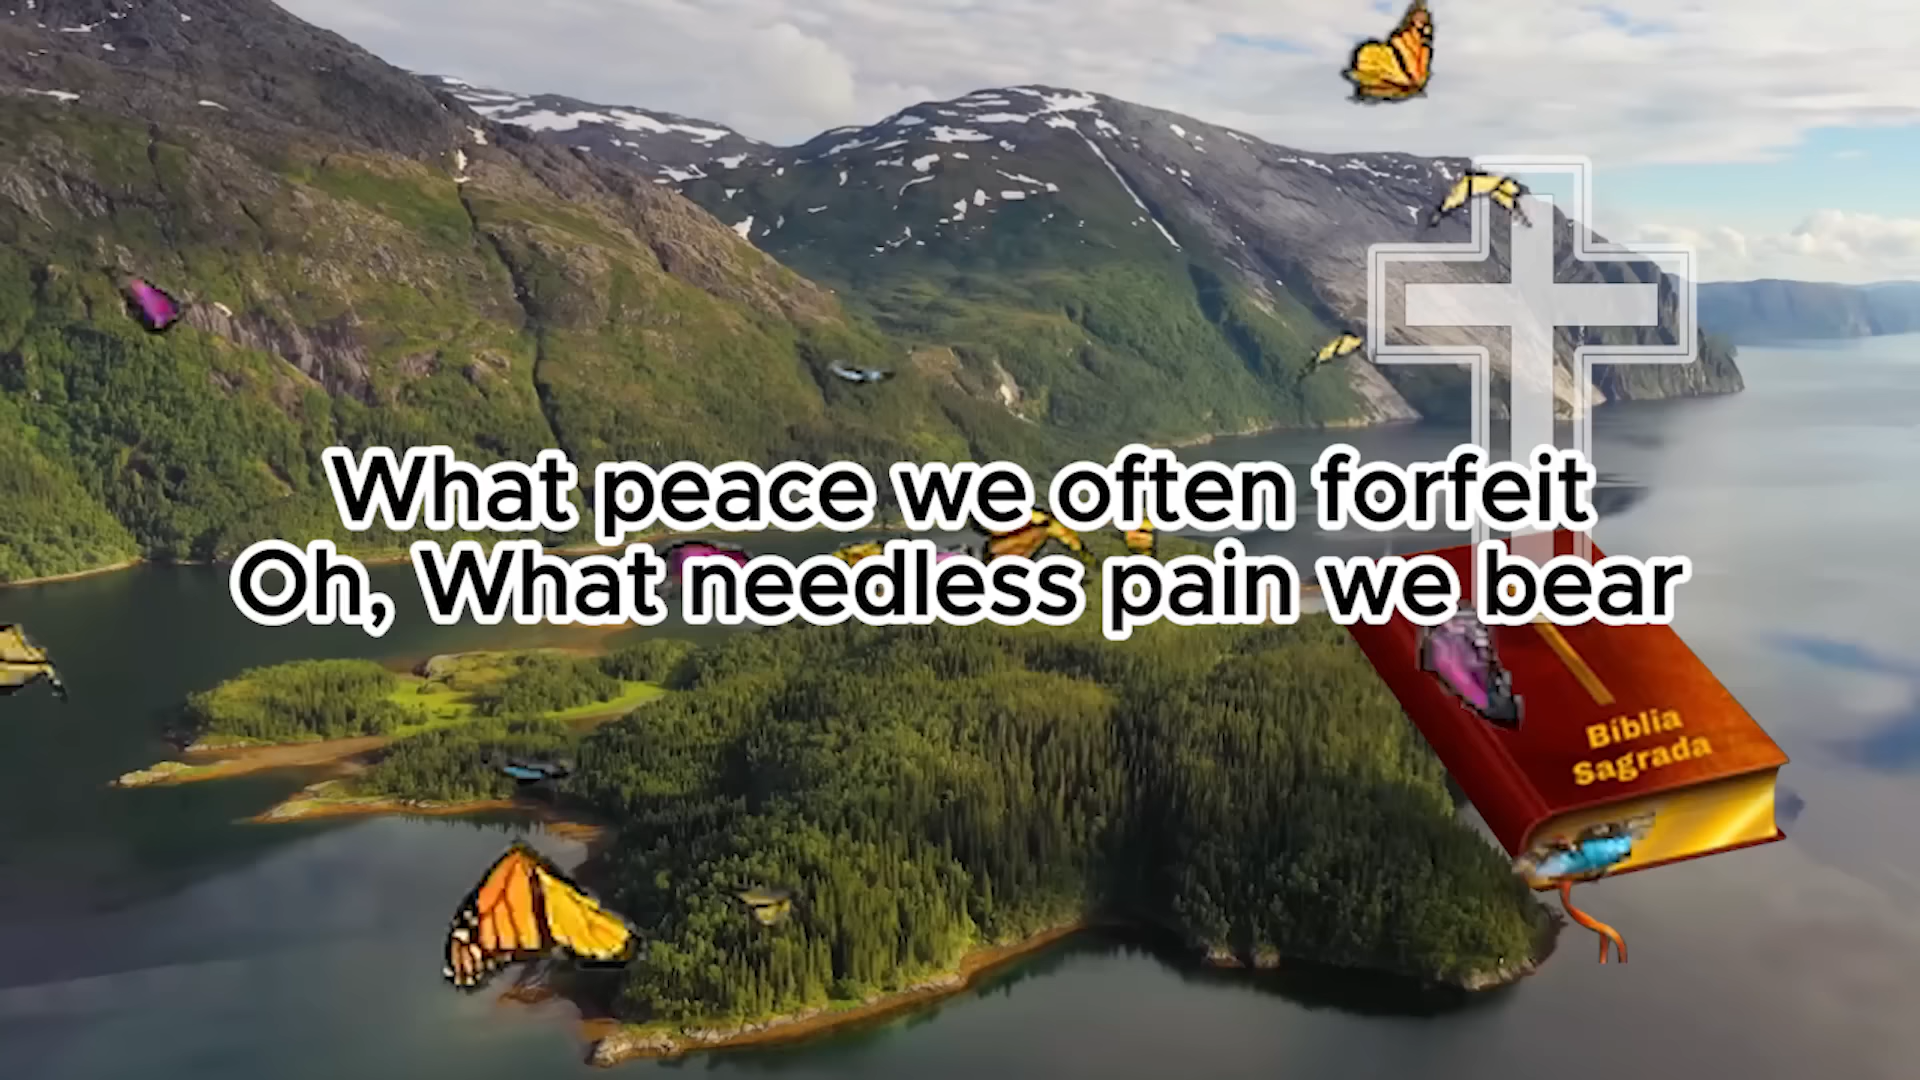 What peace we often forfeit
Oh, What needless pain we bear
Bíblia
Sagrada